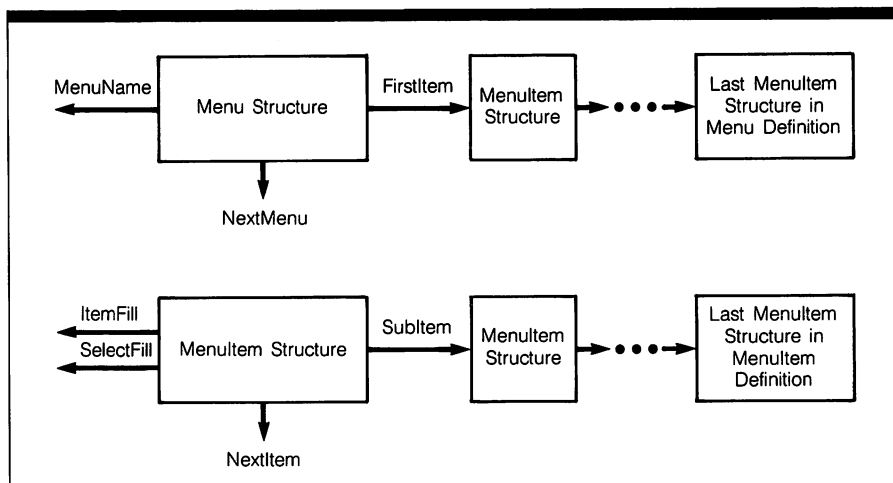 MenuName
Menu Structure
FirstItem
MenuItem
Structure
Last MenuItem
Structure in
Menu Definition
NextMenu
ItemFill
SelectFill
MenuItem Structure
SubItem
MenuItem
Structure
Last MenuItem
Structure in
MenuItem
Definition
NextItem